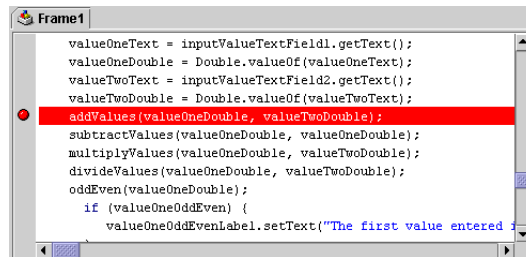 Frame1
valueOneText = inputValueTextField1.getText();
valueOneDouble = Double.valueOf(valueOneText);
valueTwoText = inputValueTextField2.getText();
valueTwoDouble = Double.valueOf(valueTwoText);
addValues(valueOneDouble, valueTwoDouble);
subtractValues(valueOneDouble, valueOneDouble);
multiplyValues(valueOneDouble, valueTwoDouble);
divideValues(valueOneDouble, valueTwoDouble);
oddEven(valueOneDouble);
if (valueOneOddEven) {
valueOneOddEvenLabel.setText("The first value entered